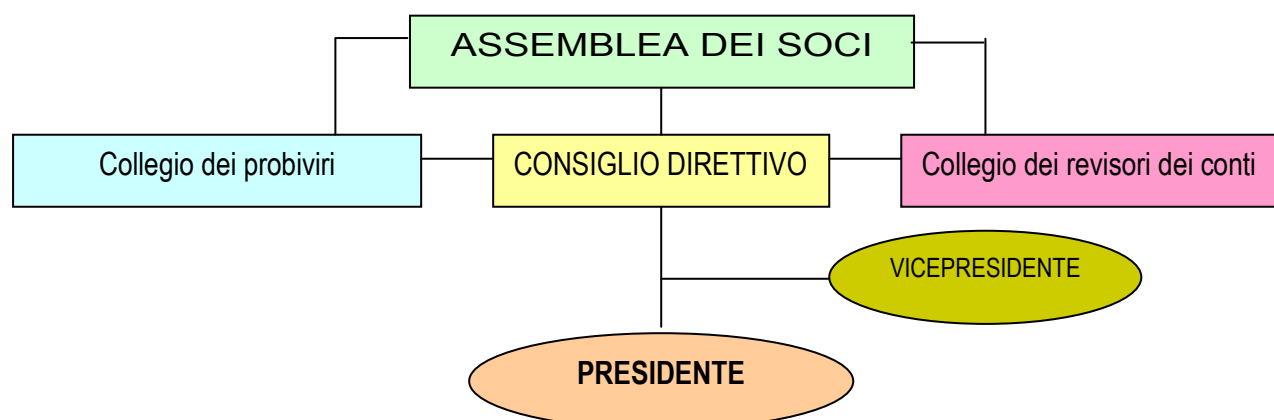 ASSEMBLEA DEI SOCI
Collegio dei probiviri
CONSIGLIO DIRETTIVO
Collegio dei revisori dei conti
VICEPRESIDENTE
PRESIDENTE